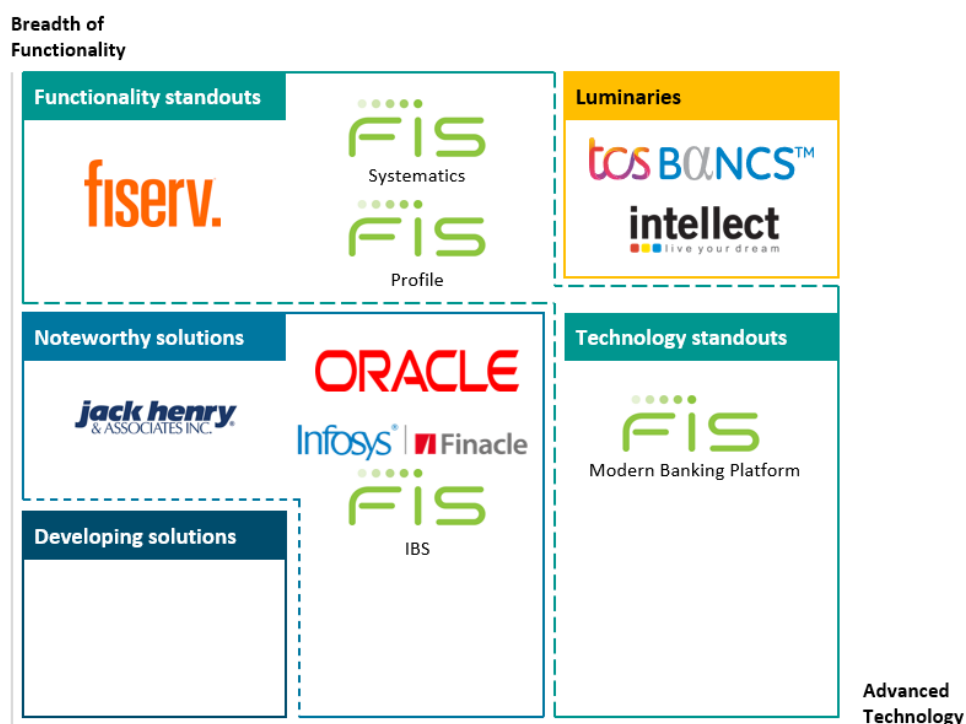 Breadth of
Functionality
Functionality standouts
fiserv.
FIS
Systematics
FIS
Profile
Luminaries
tcs BαNCS™
intellect
live your dream
Noteworthy solutions
jack henry®
& ASSOCIATES INC.
ORACLE
Infosys® | Finacle
FIS
IBS
Technology standouts
FIS
Modern Banking Platform
Developing solutions
Advanced
Technology